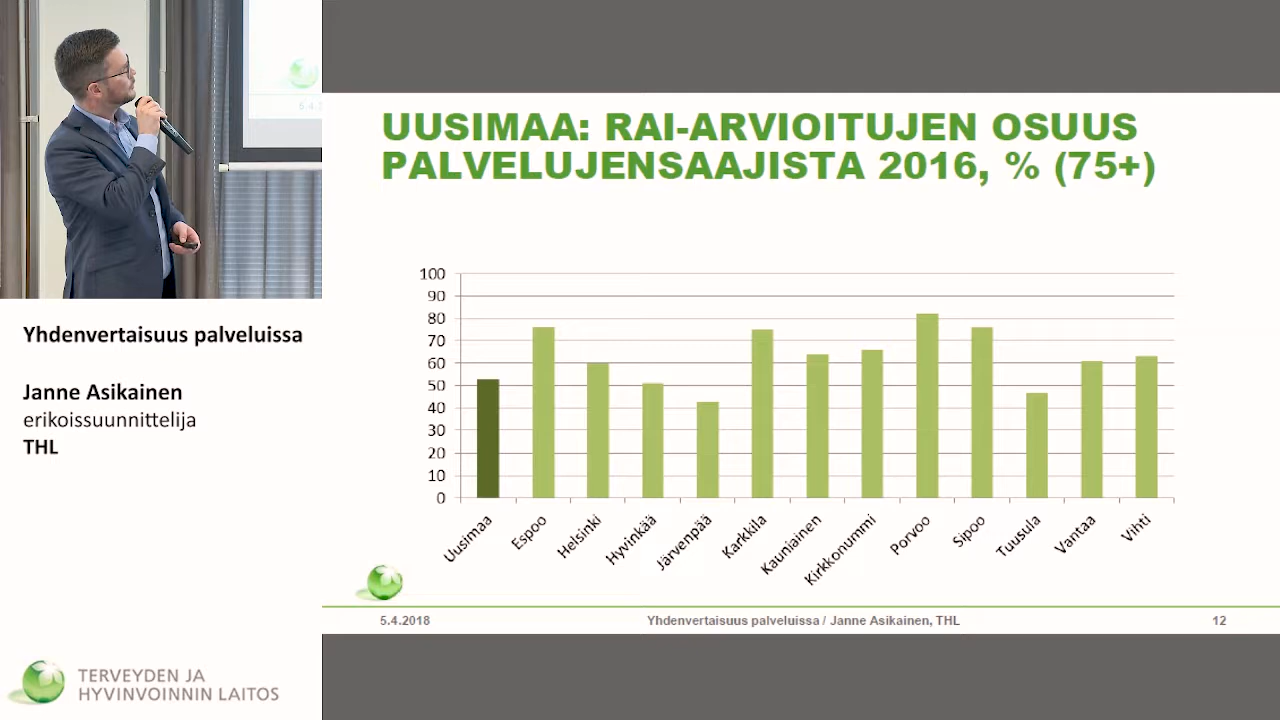 UUSIMAA: RAI-ARVIOITUJEN OSUUS
PALVELUJENSAAJISTA 2016, % (75+)
100
90
80
70
60
50
40
30
20
10
0
Uusimaa
Espoo
Helsinki
Hyvinkää
Järvenpää
Karkkila
Kauniainen
Kirkkonummi
Porvoo
Sipoo
Tuusula
Vantaa
Vihti
5.4.2018
Yhdenvertaisuus palveluissa / Janne Asikainen, THL
12
Yhdenvertaisuus palveluissa
Janne Asikainen
erikoissuunnittelija
THL
TERVEYDEN JA
HYVINVOINNIN LAITOS